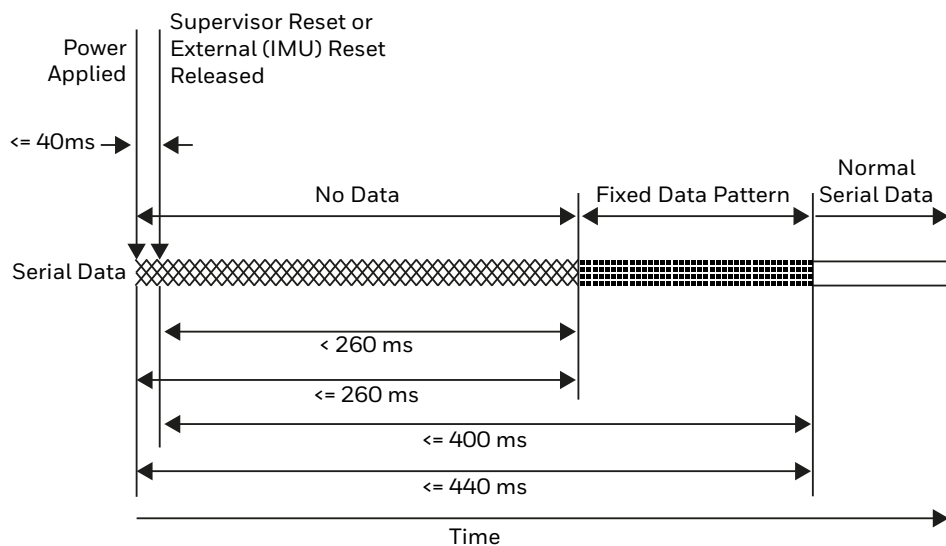 Power
Applied
Supervisor Reset or
External (IMU) Reset
Released
<= 40ms
No Data
Fixed Data Pattern
Normal
Serial Data
Serial Data
< 260 ms
<= 260 ms
<= 400 ms
<= 440 ms
Time